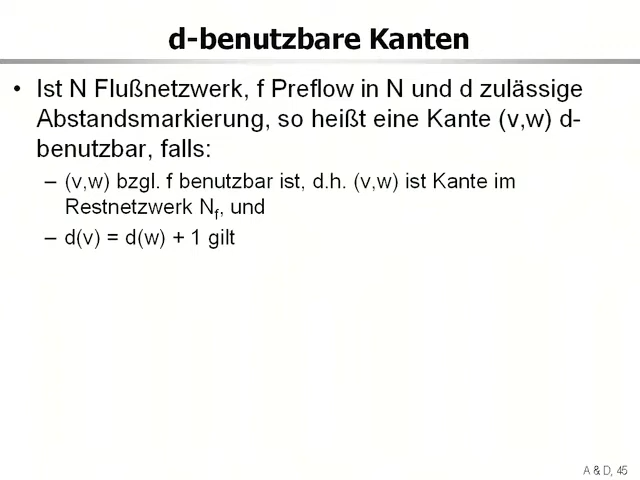 d-benutzbare Kanten
• Ist N Flußnetzwerk, f Preflow in N und d zulässige
Abstandsmarkierung, so heißt eine Kante (v,w) d-
benutzbar, falls:
– (v,w) bzgl. f benutzbar ist, d.h. (v,w) ist Kante im
Restnetzwerk Nf, und
– d(v) = d(w) + 1 gilt
A & D, 45